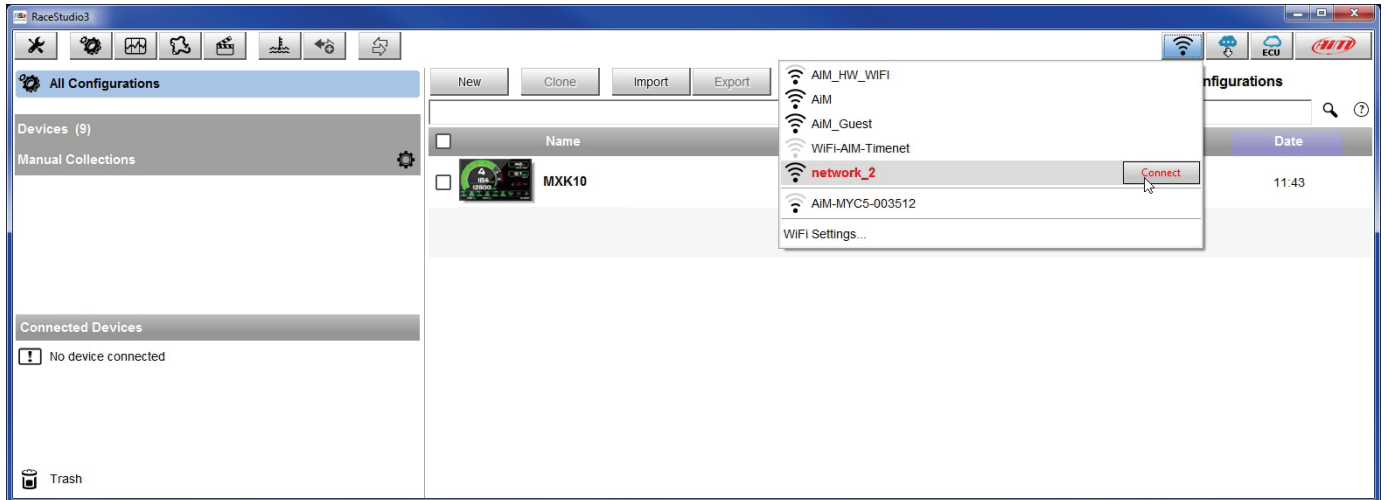 RaceStudio3
ECU
AiM
All Configurations
New Clone Import Export
nfigurations
Devices (9)
Manual Collections
Name
Date
MXK10
11:43
AiM_HW_WIFI
AiM
AiM_Guest
WiFi-AiM-Timenet
network_2
Connect
AiM-MYC5-003512
WiFi Settings...
Connected Devices
No device connected
Trash